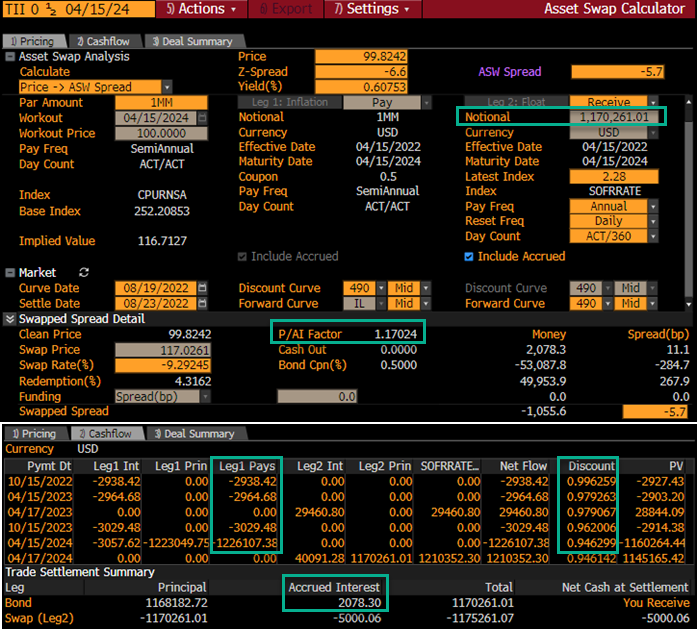 TII 0 ½ 04/15/24 5) Actions 6) Export 7) Settings Asset Swap Calculator
1) Pricing 2) Cashflow 3) Deal Summary
Asset Swap Analysis Price 99.8242
Calculate Z-Spread -6.6 ASW Spread -5.7
Price -> ASW Spread Yield(%) 0.60753
Par Amount 1MM Leg 1: Inflation Pay Leg 2: Float Receive
Workout 04/15/2024 Notional 1MM Notional 1,170,261.01
Workout Price 100.0000 Currency USD Currency USD
Pay Freq SemiAnnual Effective Date 04/15/2022 Effective Date 04/15/2022
Day Count ACT/ACT Maturity Date 04/15/2024 Maturity Date 04/15/2024
Coupon 0.5 Latest Index 2.28
Index CPURNSA Pay Freq SemiAnnual Index SOFRRATE
Base Index 252.20853 Day Count ACT/ACT Pay Freq Annual
Reset Freq Daily
Implied Value 116.7127 Day Count ACT/360
Include Accrued Include Accrued
Market
Curve Date 08/19/2022 Discount Curve 490 Mid Discount Curve 490 Mid
Settle Date 08/23/2022 Forward Curve IL Mid Forward Curve 490 Mid
Swapped Spread Detail
Clean Price 99.8242 P/AI Factor 1.17024 Money Spread(bp)
Swap Price 117.0261 Cash Out 0.0000 2,078.3 11.1
Swap Rate(%) -9.29245 Bond Cpn(%) 0.5000 -53,087.8 -284.7
Redemption(%) 4.3162 49,953.9 267.9
Funding Spread(bp) 0.0 0.0 0.0
Swapped Spread -1,055.6 -5.7
1) Pricing 2) Cashflow 3) Deal Summary
Currency USD
Pymt Dt Leg1 Int Leg1 Prin Leg1 Pays Leg2 Int Leg2 Prin SOFRRATE... Net Flow Discount PV
10/15/2022 -2938.42 0.00 -2938.42 0.00 0.00 0.00 -2938.42 0.996259 -2927.43
04/15/2023 -2964.68 0.00 -2964.68 0.00 0.00 0.00 -2964.68 0.979263 -2903.20
04/17/2023 0.00 0.00 0.00 29460.80 0.00 29460.80 29460.80 0.979067 28844.09
10/15/2023 -3029.48 0.00 -3029.48 0.00 0.00 0.00 -3029.48 0.962006 -2914.38
04/15/2024 -3057.62 -1223049.75 -1226107.38 0.00 0.00 0.00 -1226107.38 0.946299 -1160264.44
04/17/2024 0.00 0.00 0.00 40091.28 1170261.01 1210352.30 1210352.30 0.946142 1145165.42
Trade Settlement Summary
Leg Principal Accrued Interest Total Net Cash at Settlement
Bond 1168182.72 2078.30 1170261.01 You Receive
Swap (Leg2) -1170261.01 -5000.06 -1175261.07 -5000.06